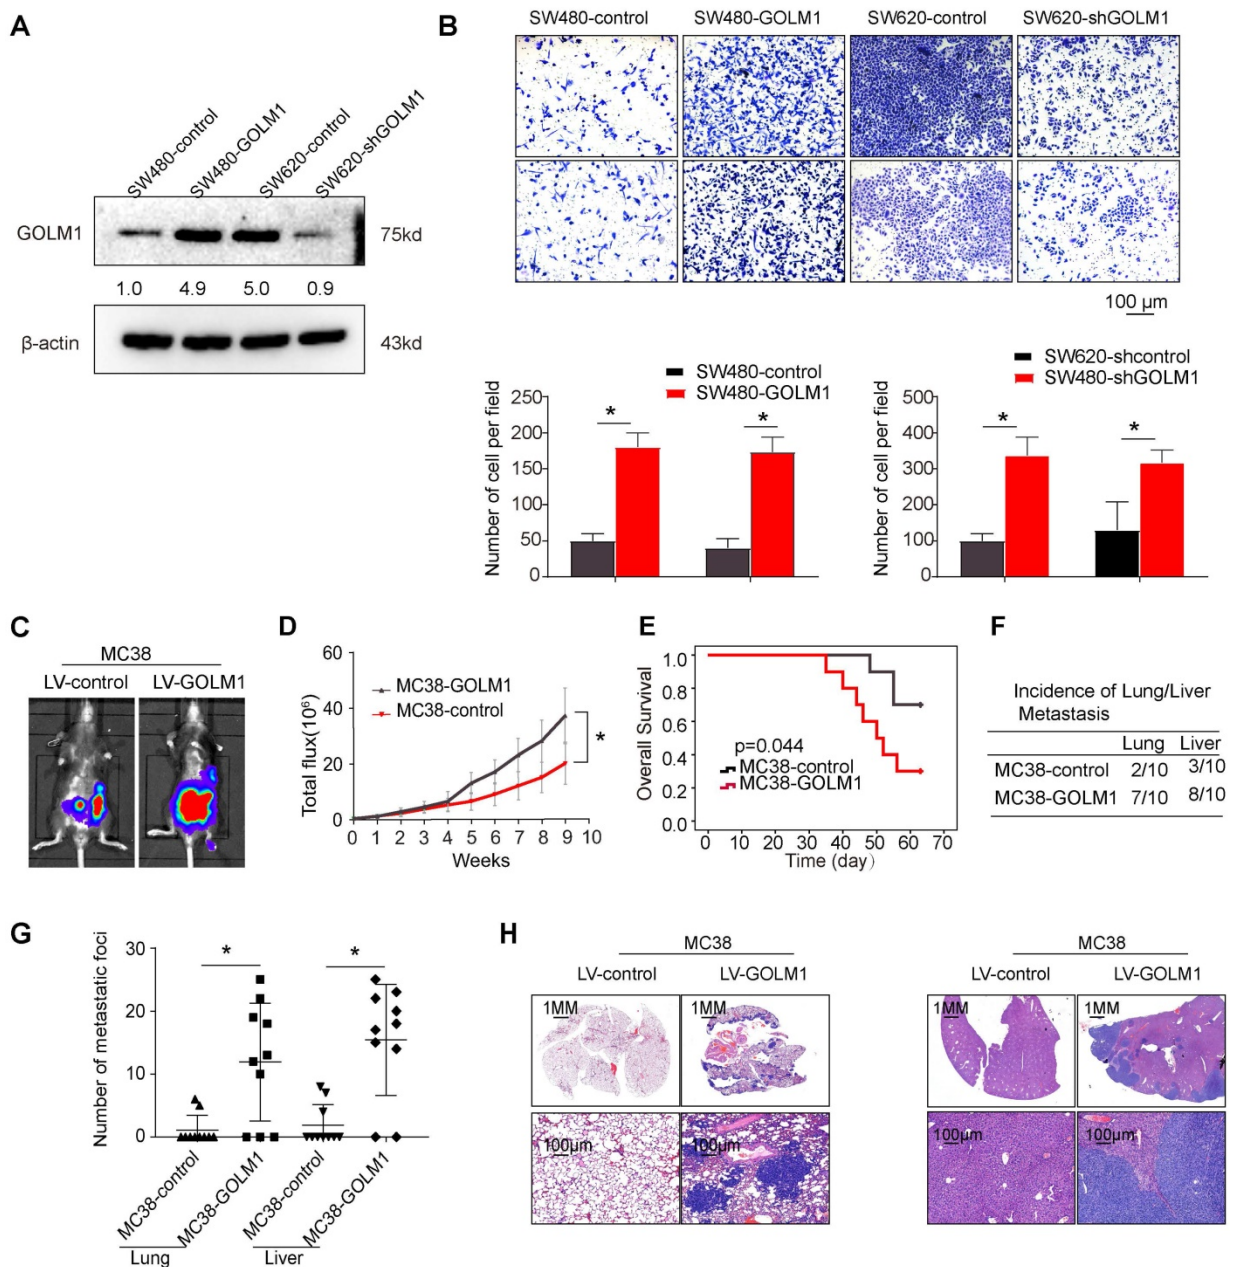 A
SW480-control
SW480-GOLM1
SW620-control
SW620-shGOLM1
GOLM1
75kd
1.0 4.9 5.0 0.9
β-actin
43kd
B
SW480-control SW480-GOLM1 SW620-control SW620-shGOLM1
100 µm
SW480-control
SW480-GOLM1
Number of cell per field
250
200
150
100
50
0
*
*
SW620-shcontrol
SW480-shGOLM1
Number of cell per field
500
400
300
200
100
0
*
*
C
MC38
LV-control LV-GOLM1
D
Total flux(10⁶)
60
40
20
0
MC38-GOLM1
MC38-control
*
0 1 2 3 4 5 6 7 8 9 10
Weeks
E
Overall Survival
1.0
0.8
0.6
0.4
0.2
0.0
p=0.044
MC38-control
MC38-GOLM1
0 10 20 30 40 50 60 70
Time (day）
F
Incidence of Lung/Liver
Metastasis
Lung Liver
MC38-control 2/10 3/10
MC38-GOLM1 7/10 8/10
G
Number of metastatic foci
30
20
10
0
*
*
MC38-control
MC38-GOLM1
MC38-control
MC38-GOLM1
Lung Liver
H
MC38
LV-control LV-GOLM1
1MM 1MM
100µm 100µm
MC38
LV-control LV-GOLM1
1MM 1MM
100µm 100µm